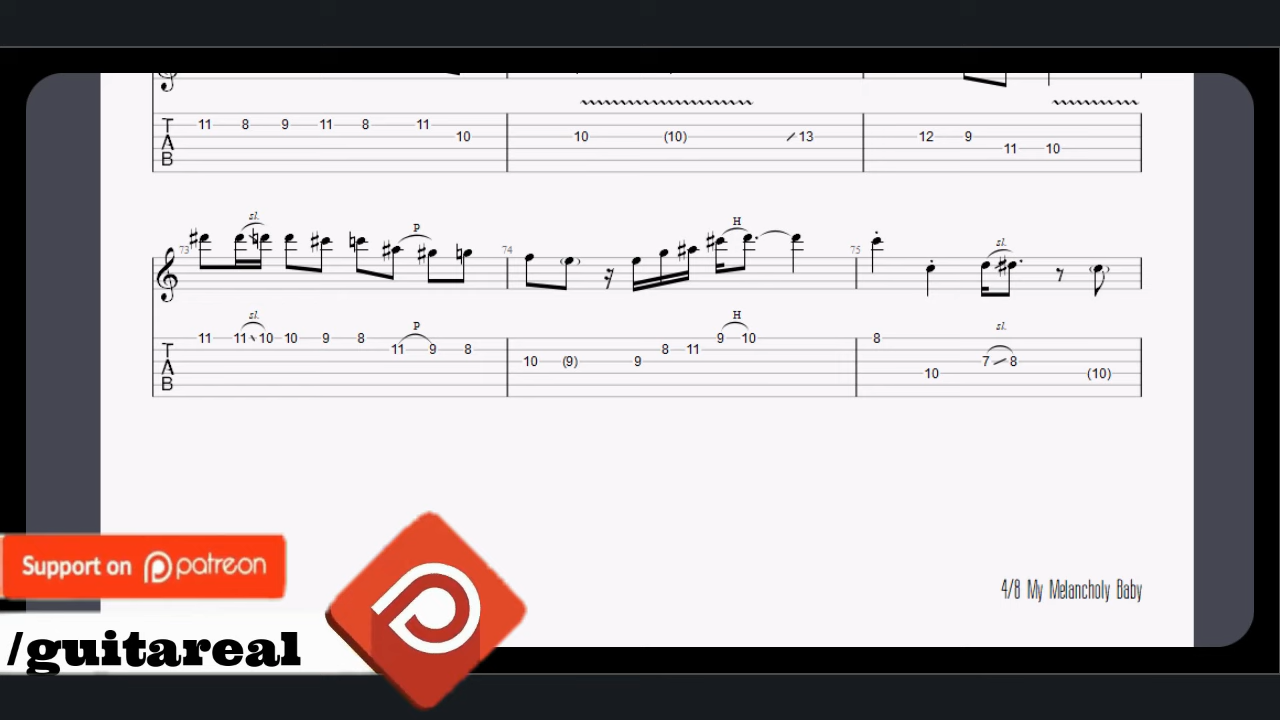 11 8 9 11 8 11
T 10 10 (10) 13 12 9
A 11 10
B
sl.
P
H
73 74 75
sl.
sl. P H sl.
11 11 10 10 9 8 9 10 8
T 11 9 8 8 11
A 10 (9) 9 7 8
B 10 (10)
Support on patreon
4/8 My Melancholy Baby
/guitareal